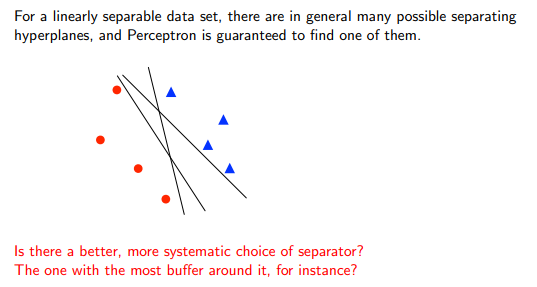 For a linearly separable data set, there are in general many possible separating
hyperplanes, and Perceptron is guaranteed to find one of them.
Is there a better, more systematic choice of separator?
The one with the most buffer around it, for instance?